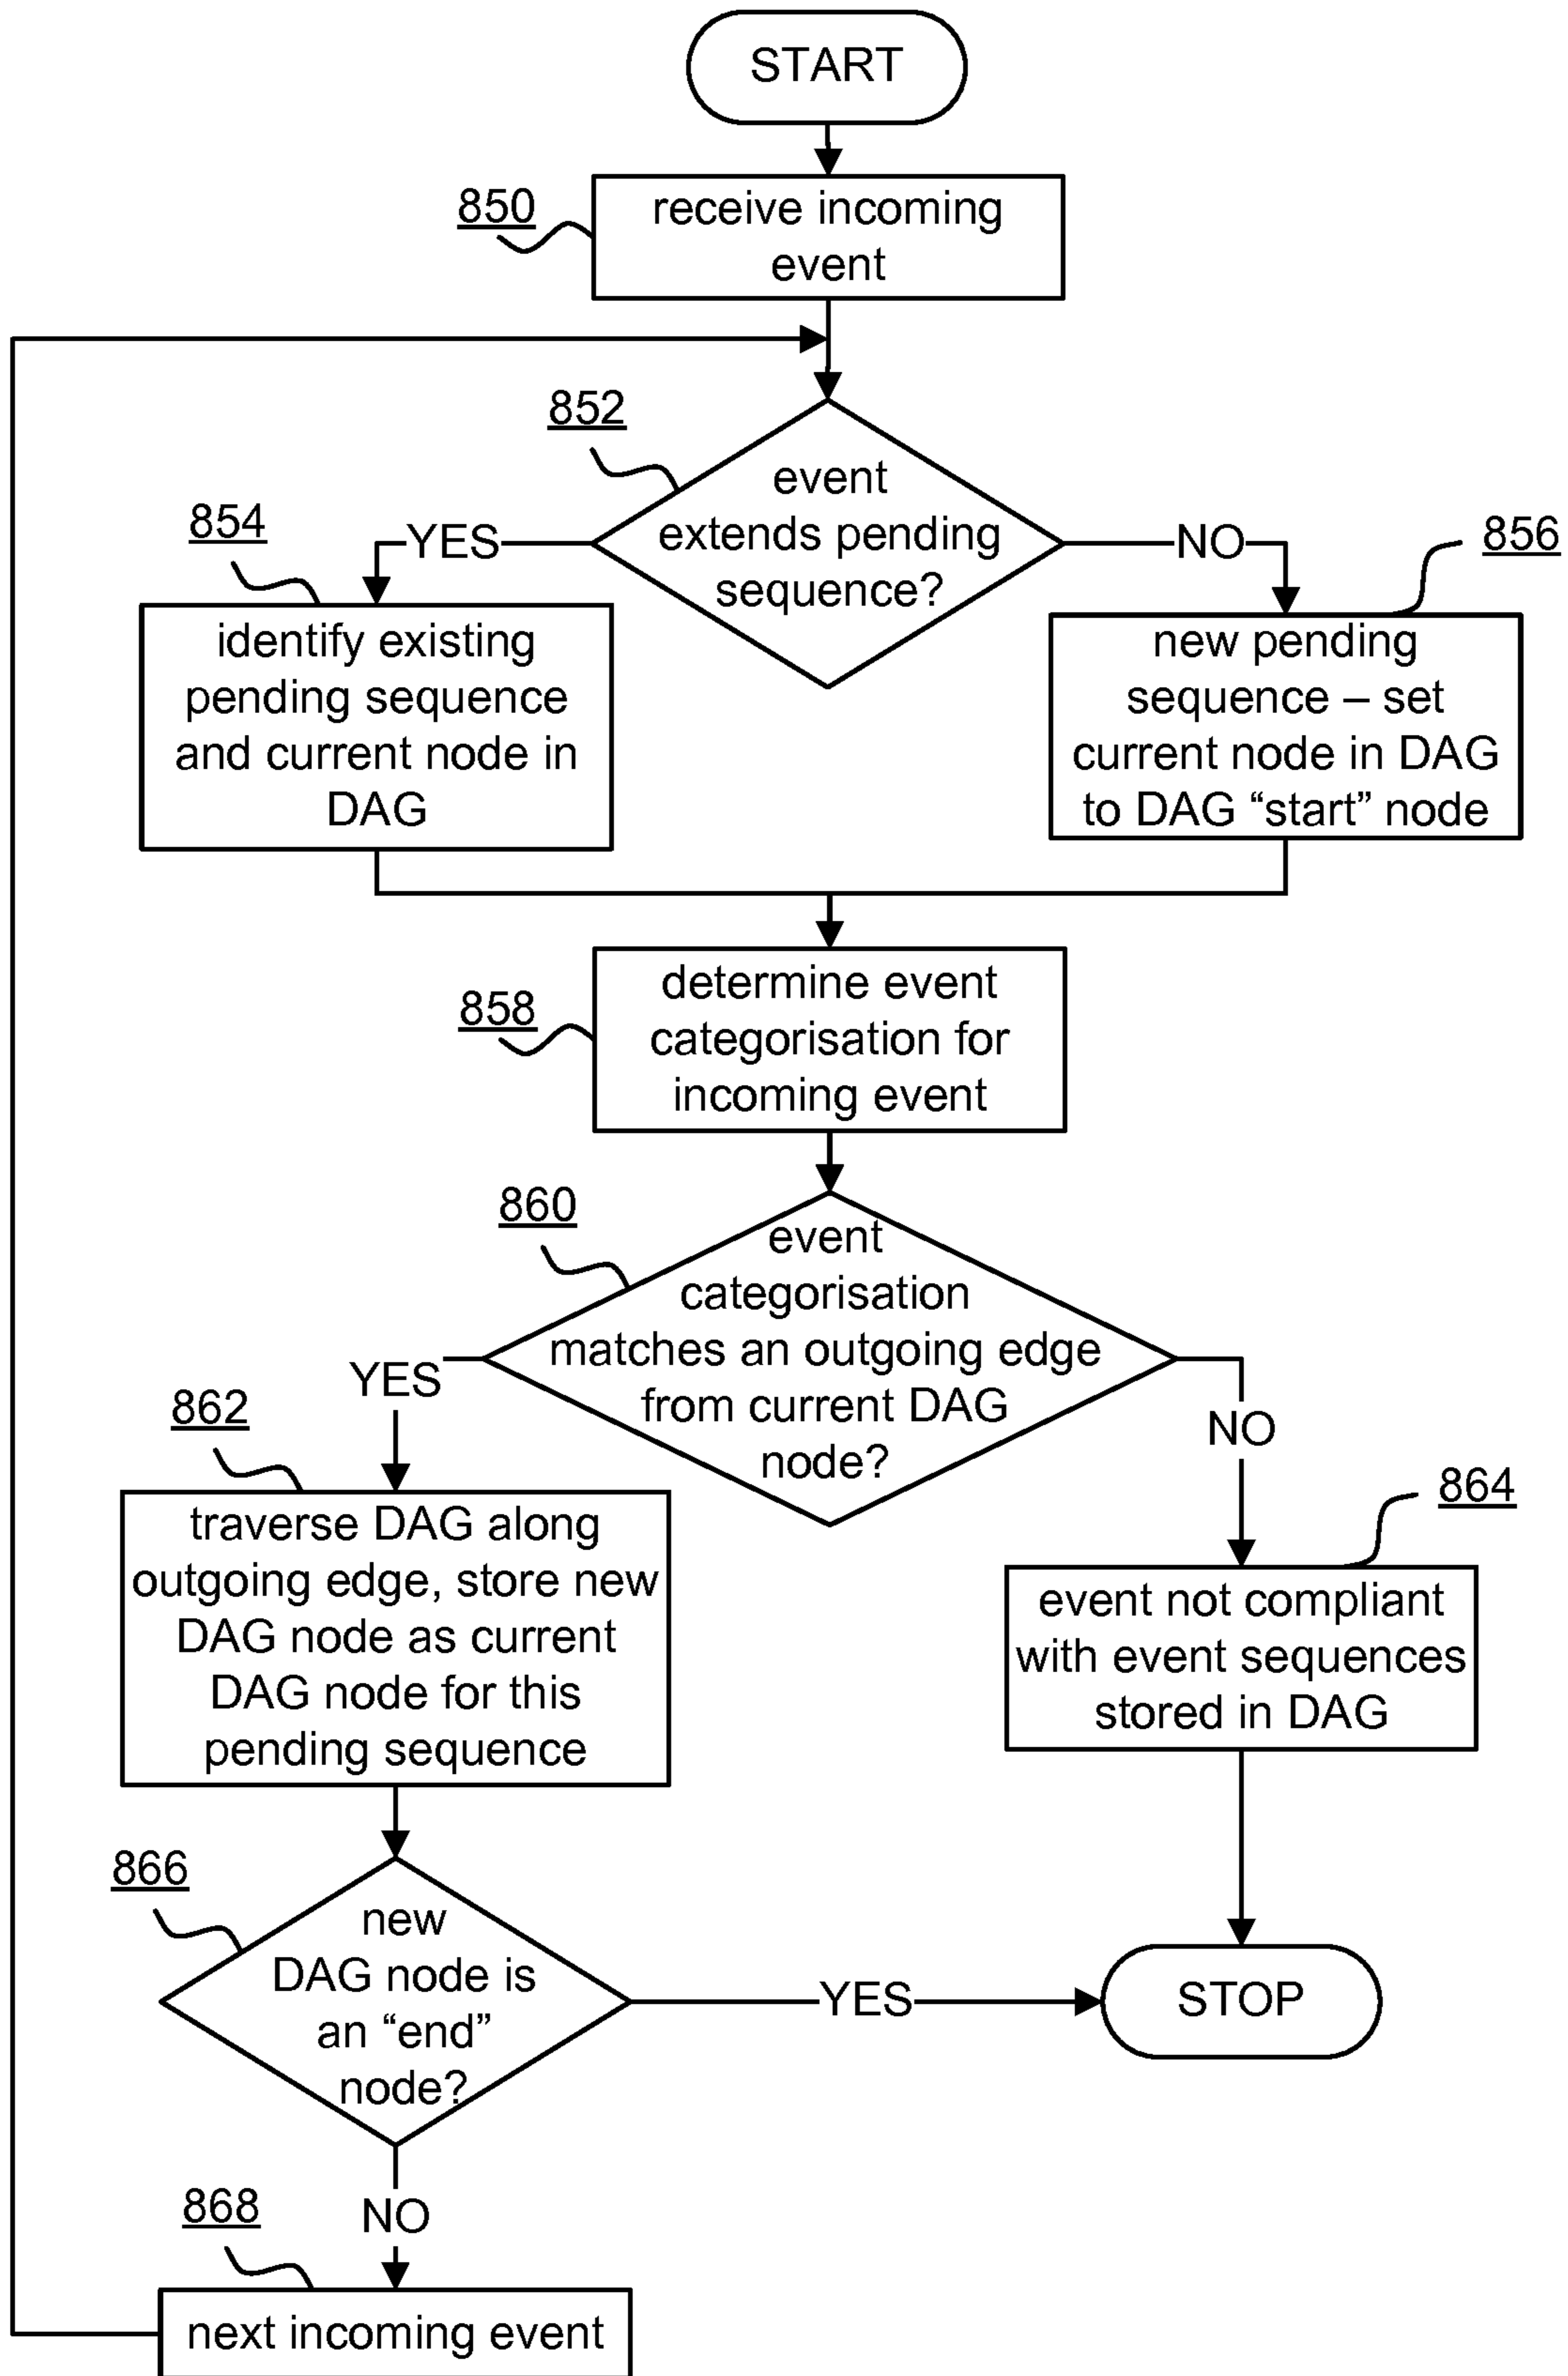 START
850
receive incoming
event
852
event
extends pending
sequence?
YES
NO
854
identify existing
pending sequence
and current node in
DAG
856
new pending
sequence – set
current node in DAG
to DAG “start” node
858
determine event
categorisation for
incoming event
860
event
categorisation
matches an outgoing edge
from current DAG
node?
YES
NO
862
traverse DAG along
outgoing edge, store new
DAG node as current
DAG node for this
pending sequence
864
event not compliant
with event sequences
stored in DAG
866
new
DAG node is
an “end”
node?
YES
STOP
NO
868
next incoming event